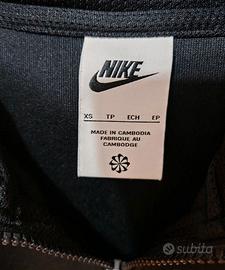 NIKE
XS TP ECH EP
MADE IN CAMBODIA
FABRIQUE AU
CAMBODGE
subito